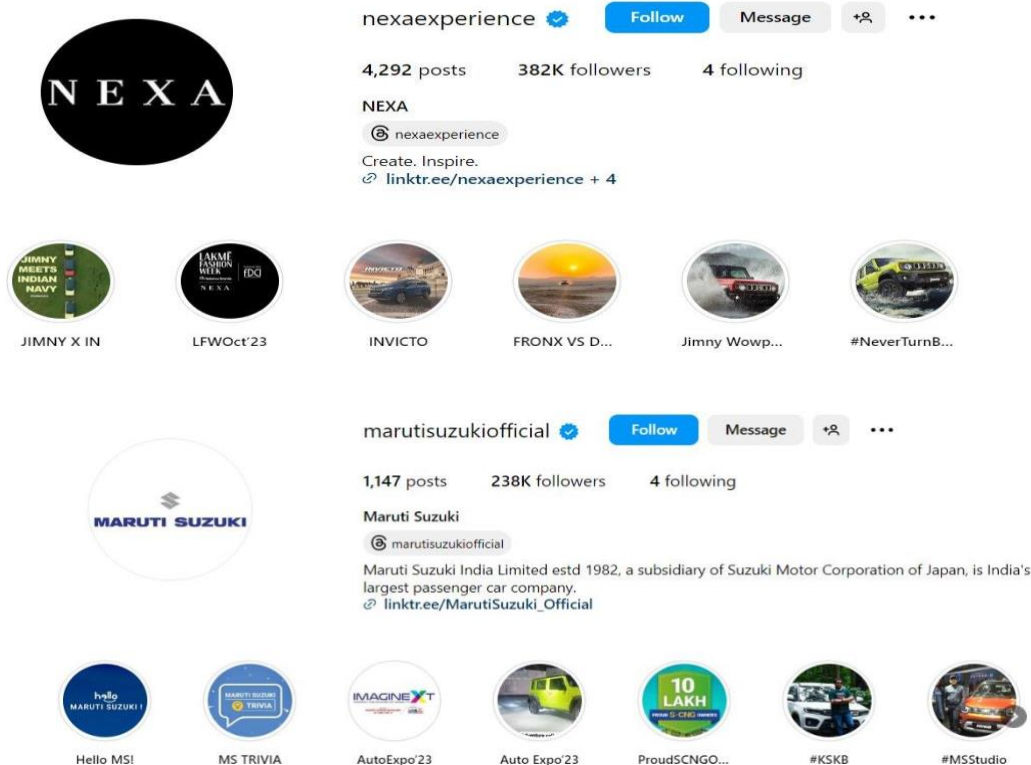 nexaexperience Follow Message
4,292 posts 382K followers 4 following
NEXA
NEXA
nexaexperience
Create. Inspire.
linktr.ee/nexaexperience + 4
JIMNY
MEETS
INDIAN
NAVY
LAKMĒ
FASHION
WEEK
FDCI
NEXA
INVICTO
JIMNY X IN
LFWOct'23
INVICTO
FRONX VS D...
Jimny Wowp...
#NeverTurnB...
marutisuzukiofficial Follow Message
1,147 posts 238K followers 4 following
MARUTI SUZUKI
Maruti Suzuki
marutisuzukiofficial
Maruti Suzuki India Limited estd 1982, a subsidiary of Suzuki Motor Corporation of Japan, is India's
largest passenger car company.
linktr.ee/MarutiSuzuki_Official
hello
MARUTI SUZUKI !
MARUTI SUZUKI
TRIVIA
IMAGINEXT
10
LAKH
PROUD S-CNG OWNERS
Hello MS!
MS TRIVIA
AutoExpo'23
Auto Expo'23
ProudSCNGO...
#KSKB
#MSStudio